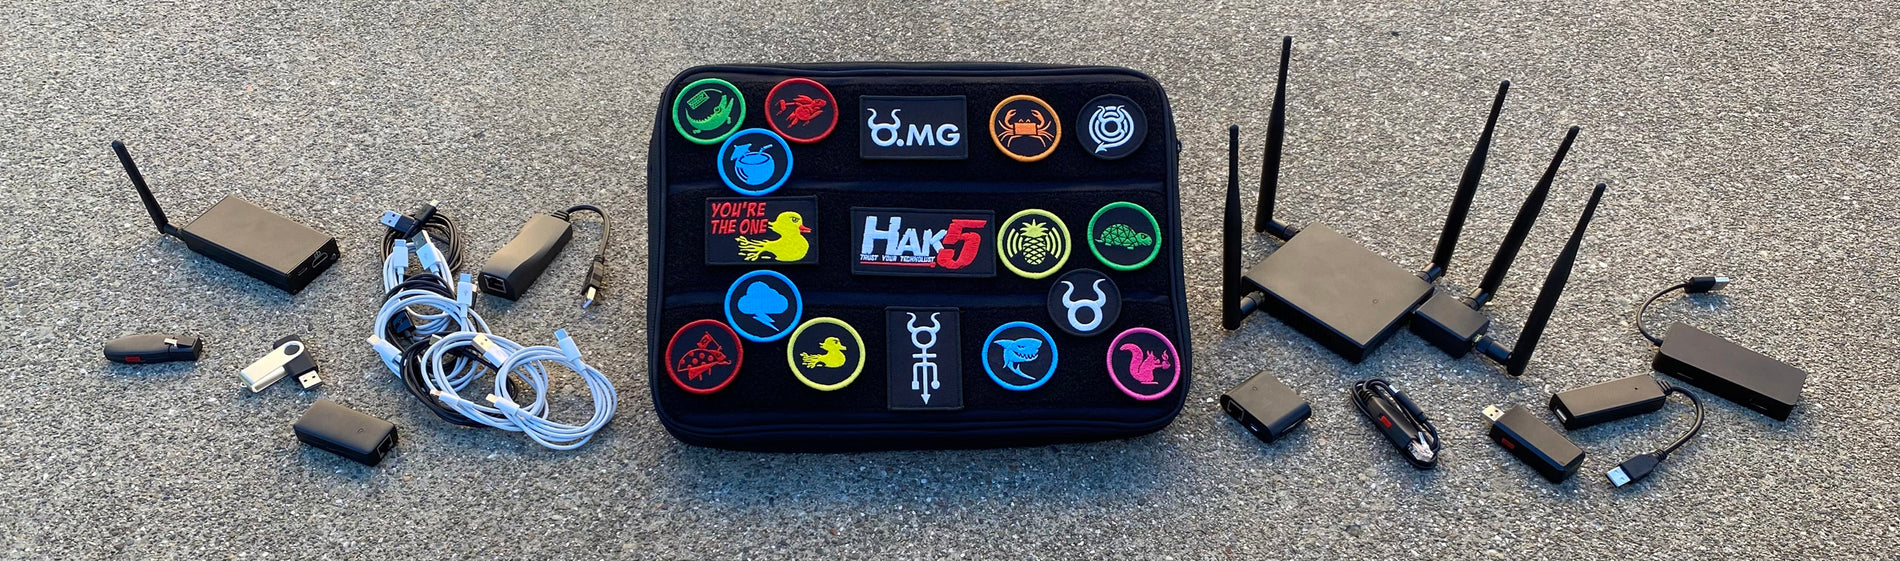 O.MG
YOU'RE
THE ONE
HAK5
TRUST YOUR TECHNOLUST